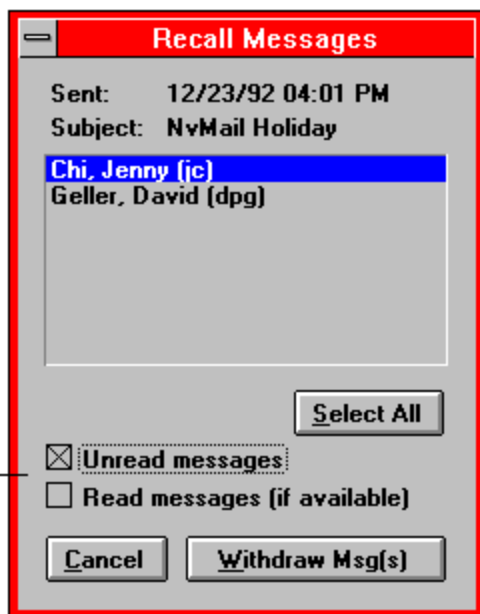 Recall Messages
Sent: 12/23/92 04:01 PM
Subject: NvMail Holiday
Chi, Jenny (jc)
Geller, David (dpg)
Select All
Unread messages
Read messages (if available)
Cancel Withdraw Msg(s)